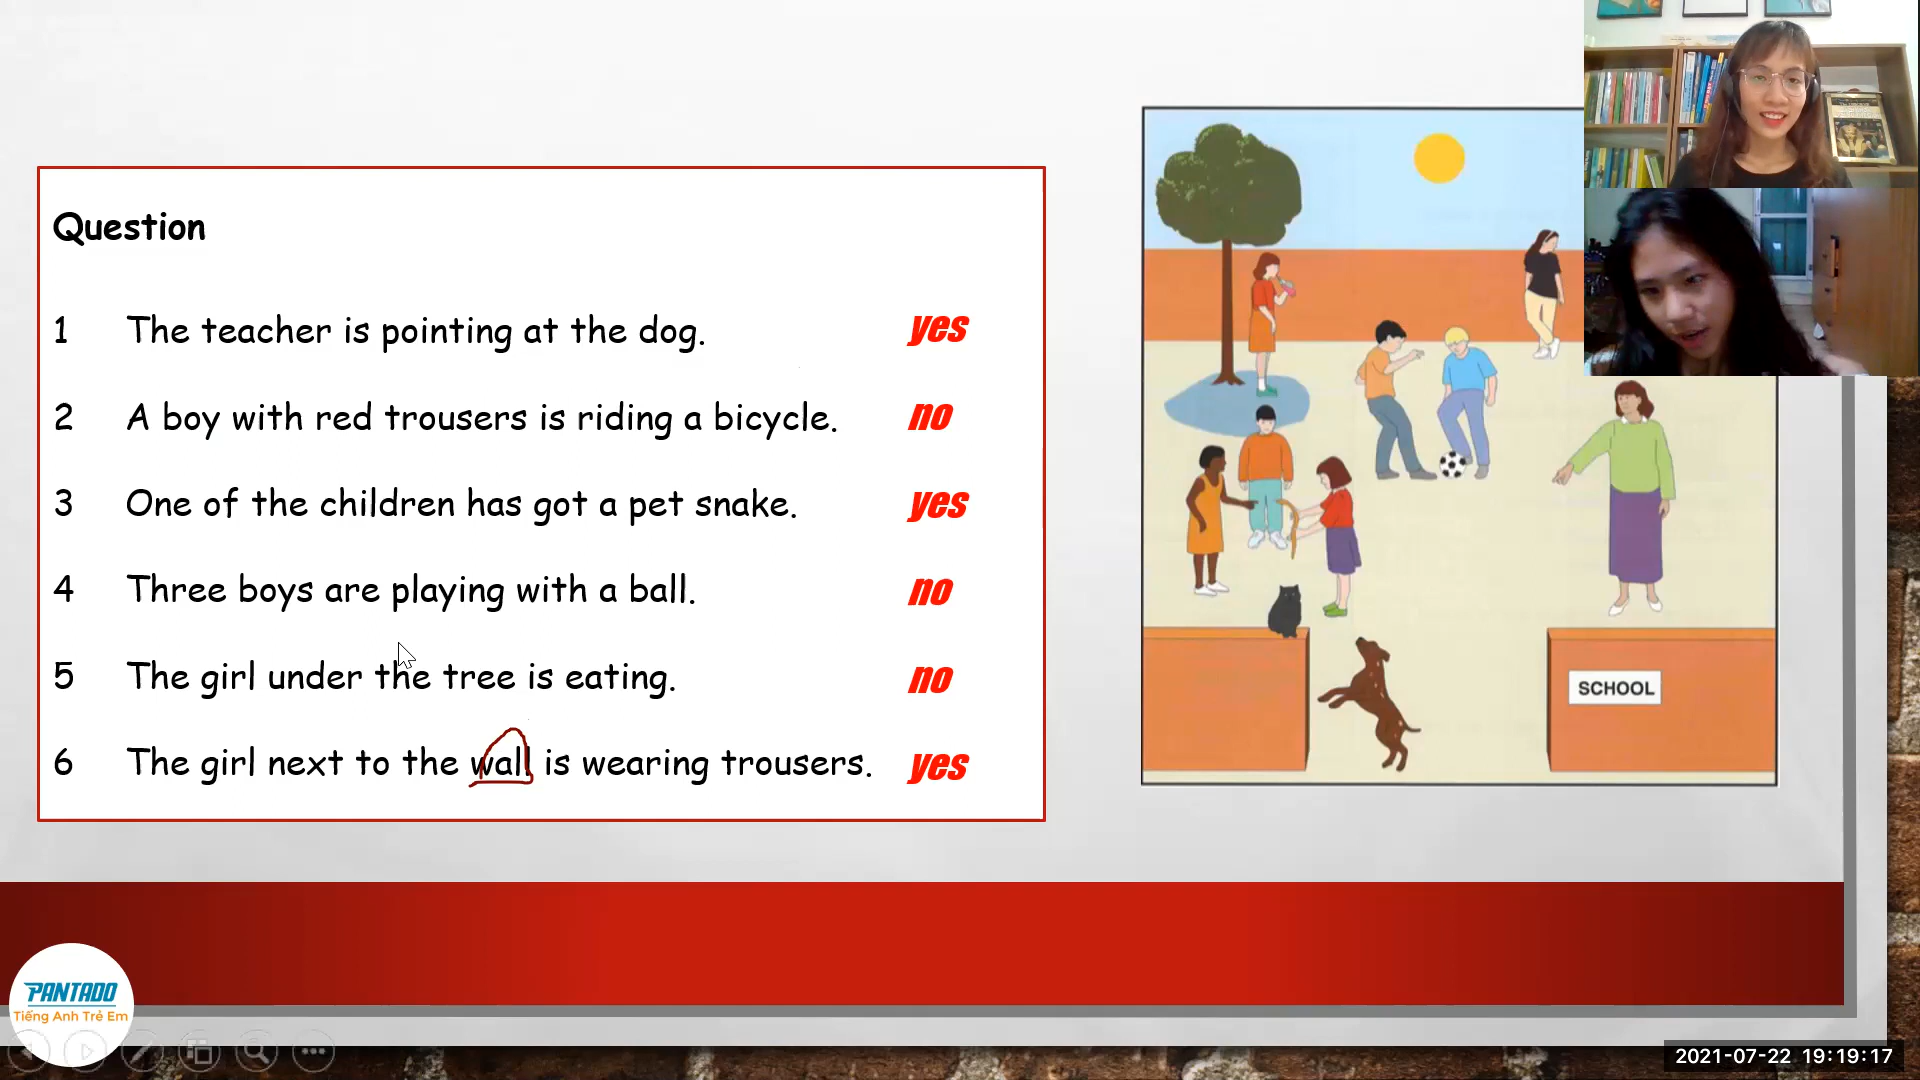 Question
1 The teacher is pointing at the dog. yes
2 A boy with red trousers is riding a bicycle. no
3 One of the children has got a pet snake. yes
4 Three boys are playing with a ball. no
5 The girl under the tree is eating. no
6 The girl next to the wall is wearing trousers. yes
SCHOOL
PANTADO
Tiếng Anh Trẻ Em
2021-07-22 19:19:17